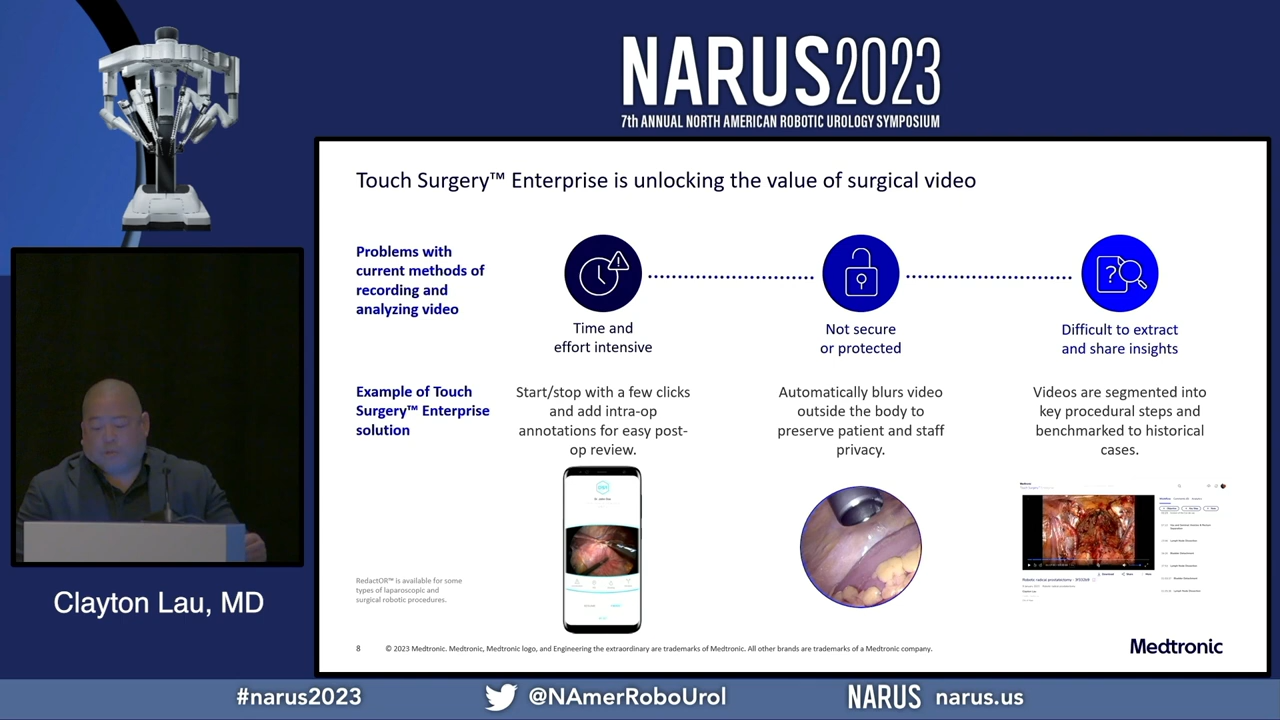 NARUS2023
7th ANNUAL NORTH AMERICAN ROBOTIC UROLOGY SYMPOSIUM
Touch Surgery™ Enterprise is unlocking the value of surgical video
Problems with
current methods of
recording and
analyzing video
Time and
effort intensive
Not secure
or protected
Difficult to extract
and share insights
Example of Touch
Surgery™ Enterprise
solution
Start/stop with a few clicks
and add intra-op
annotations for easy post-
op review.
Automatically blurs video
outside the body to
preserve patient and staff
privacy.
Videos are segmented into
key procedural steps and
benchmarked to historical
cases.
RedactOR™ is available for some
types of laparoscopic and
surgical robotic procedures.
8 © 2023 Medtronic. Medtronic, Medtronic logo, and Engineering the extraordinary are trademarks of Medtronic. All other brands are trademarks of a Medtronic company.
Medtronic
Clayton Lau, MD
#narus2023 @NAmerRoboUrol NARUS narus.us